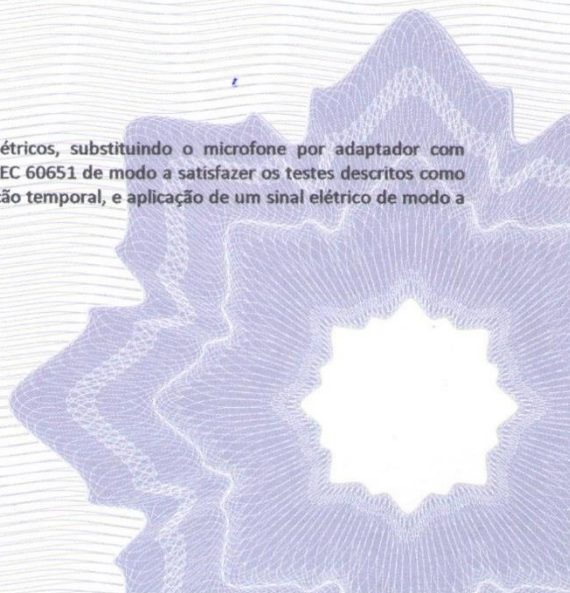 étricos, substituindo o microfone por adaptador com
EC 60651 de modo a satisfazer os testes descritos como
ão temporal, e aplicação de um sinal elétrico de modo a